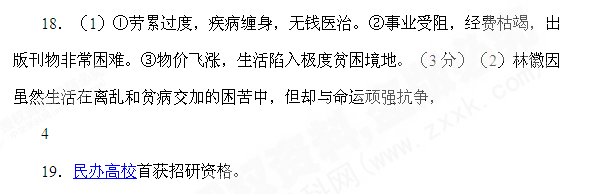 18．（1）①劳累过度，疾病缠身，无钱医治。②事业受阻，经费枯竭，出
版刊物非常困难。③物价飞涨，生活陷入极度贫困境地。（3 分）（2）林徽因
虽然生活在离乱和贫病交加的困苦中，但却与命运顽强抗争，
4
19．民办高校首获招研资格。